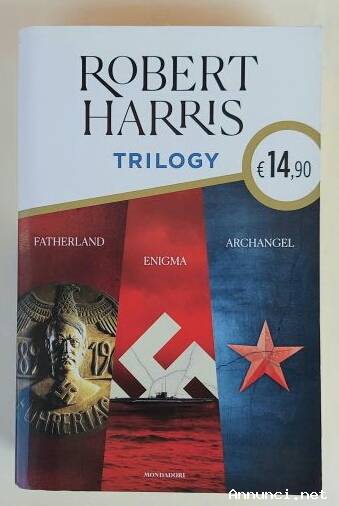 ROBERT
HARRIS
TRILOGY
€14,90
FATHERLAND
ENIGMA
ARCHANGEL
MONDADORI
Annunci.net